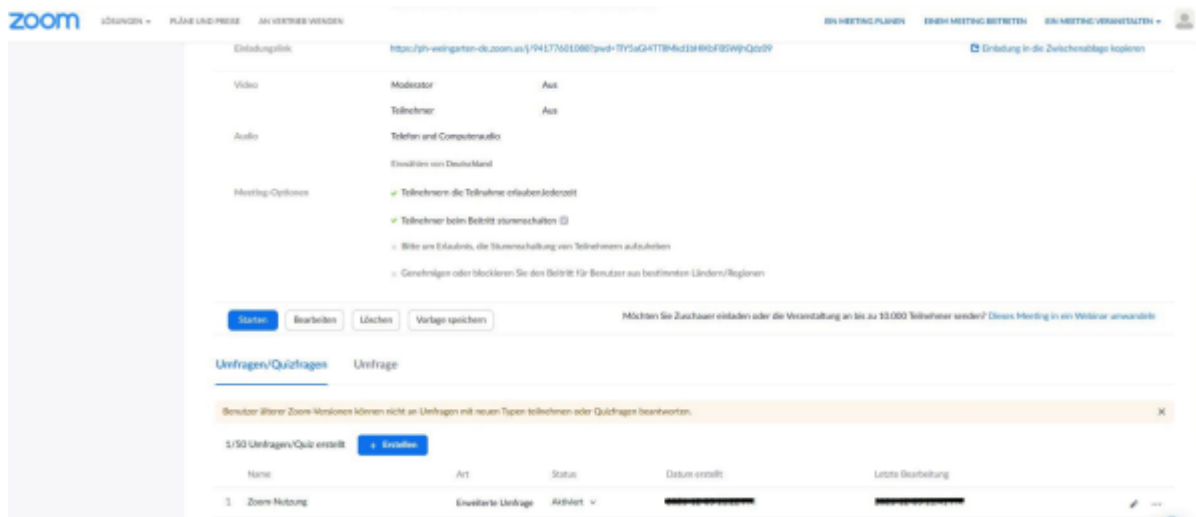 zoom LÖSUNGEN PLÄNE UND PREISE AN VERTRIEB WENDEN EIN MEETING PLANEN EINEM MEETING BEITRETEN EIN MEETING VERANSTALTEN
Einladungslink Einladung in die Zwischenablage kopieren
Video Moderator Aus
Teilnehmer Aus
Audio Telefon und Computeraudio
Einwählen von Deutschland
Meeting-Optionen Teilnehmern die Teilnahme erlauben Jederzeit
Teilnehmer beim Beitritt stummschalten
Bitte um Erlaubnis, die Stummschaltung von Teilnehmern aufzuheben
Genehmigen oder blockieren Sie den Beitritt für Benutzer aus bestimmten Ländern/Regionen
Starten Bearbeiten Löschen Vorlage speichern Möchten Sie Zuschauer einladen oder die Veranstaltung an bis zu 10.000 Teilnehmer senden? Dieses Meeting in ein Webinar umwandeln
Umfragen/Quizfragen Umfrage
Benutzer älterer Zoom-Versionen können nicht an Umfragen mit neuen Typen teilnehmen oder Quizfragen beantworten.
1/50 Umfragen/Quiz erstellt + Erstellen
Name Art Status Datum erstellt Letzte Bearbeitung
1 Zoom-Nutzung Erweiterte Umfrage Aktiviert